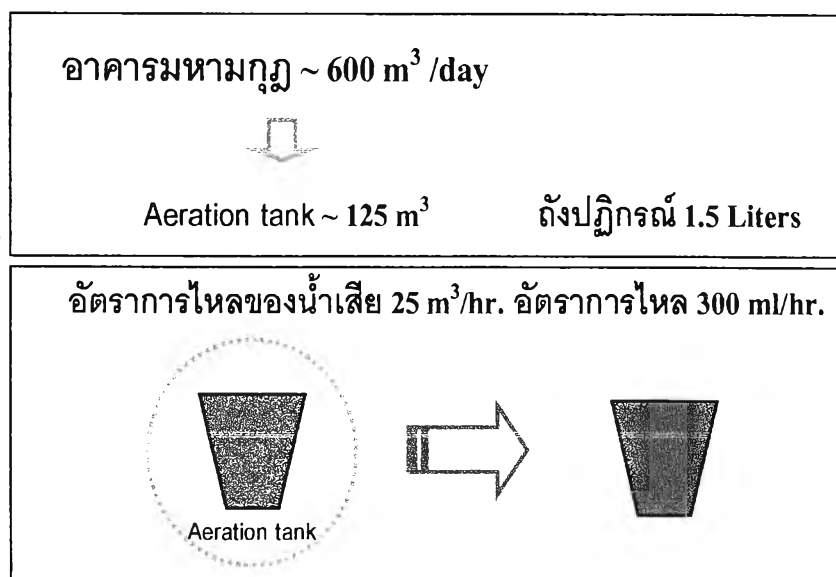 อาคารมหามกุฎ ~ 600 m³ /day
Aeration tank ~ 125 m³ ถังปฏิกรณ์ 1.5 Liters
อัตราการไหลของน้ำเสีย 25 m³/hr. อัตราการไหล 300 ml/hr.
Aeration tank